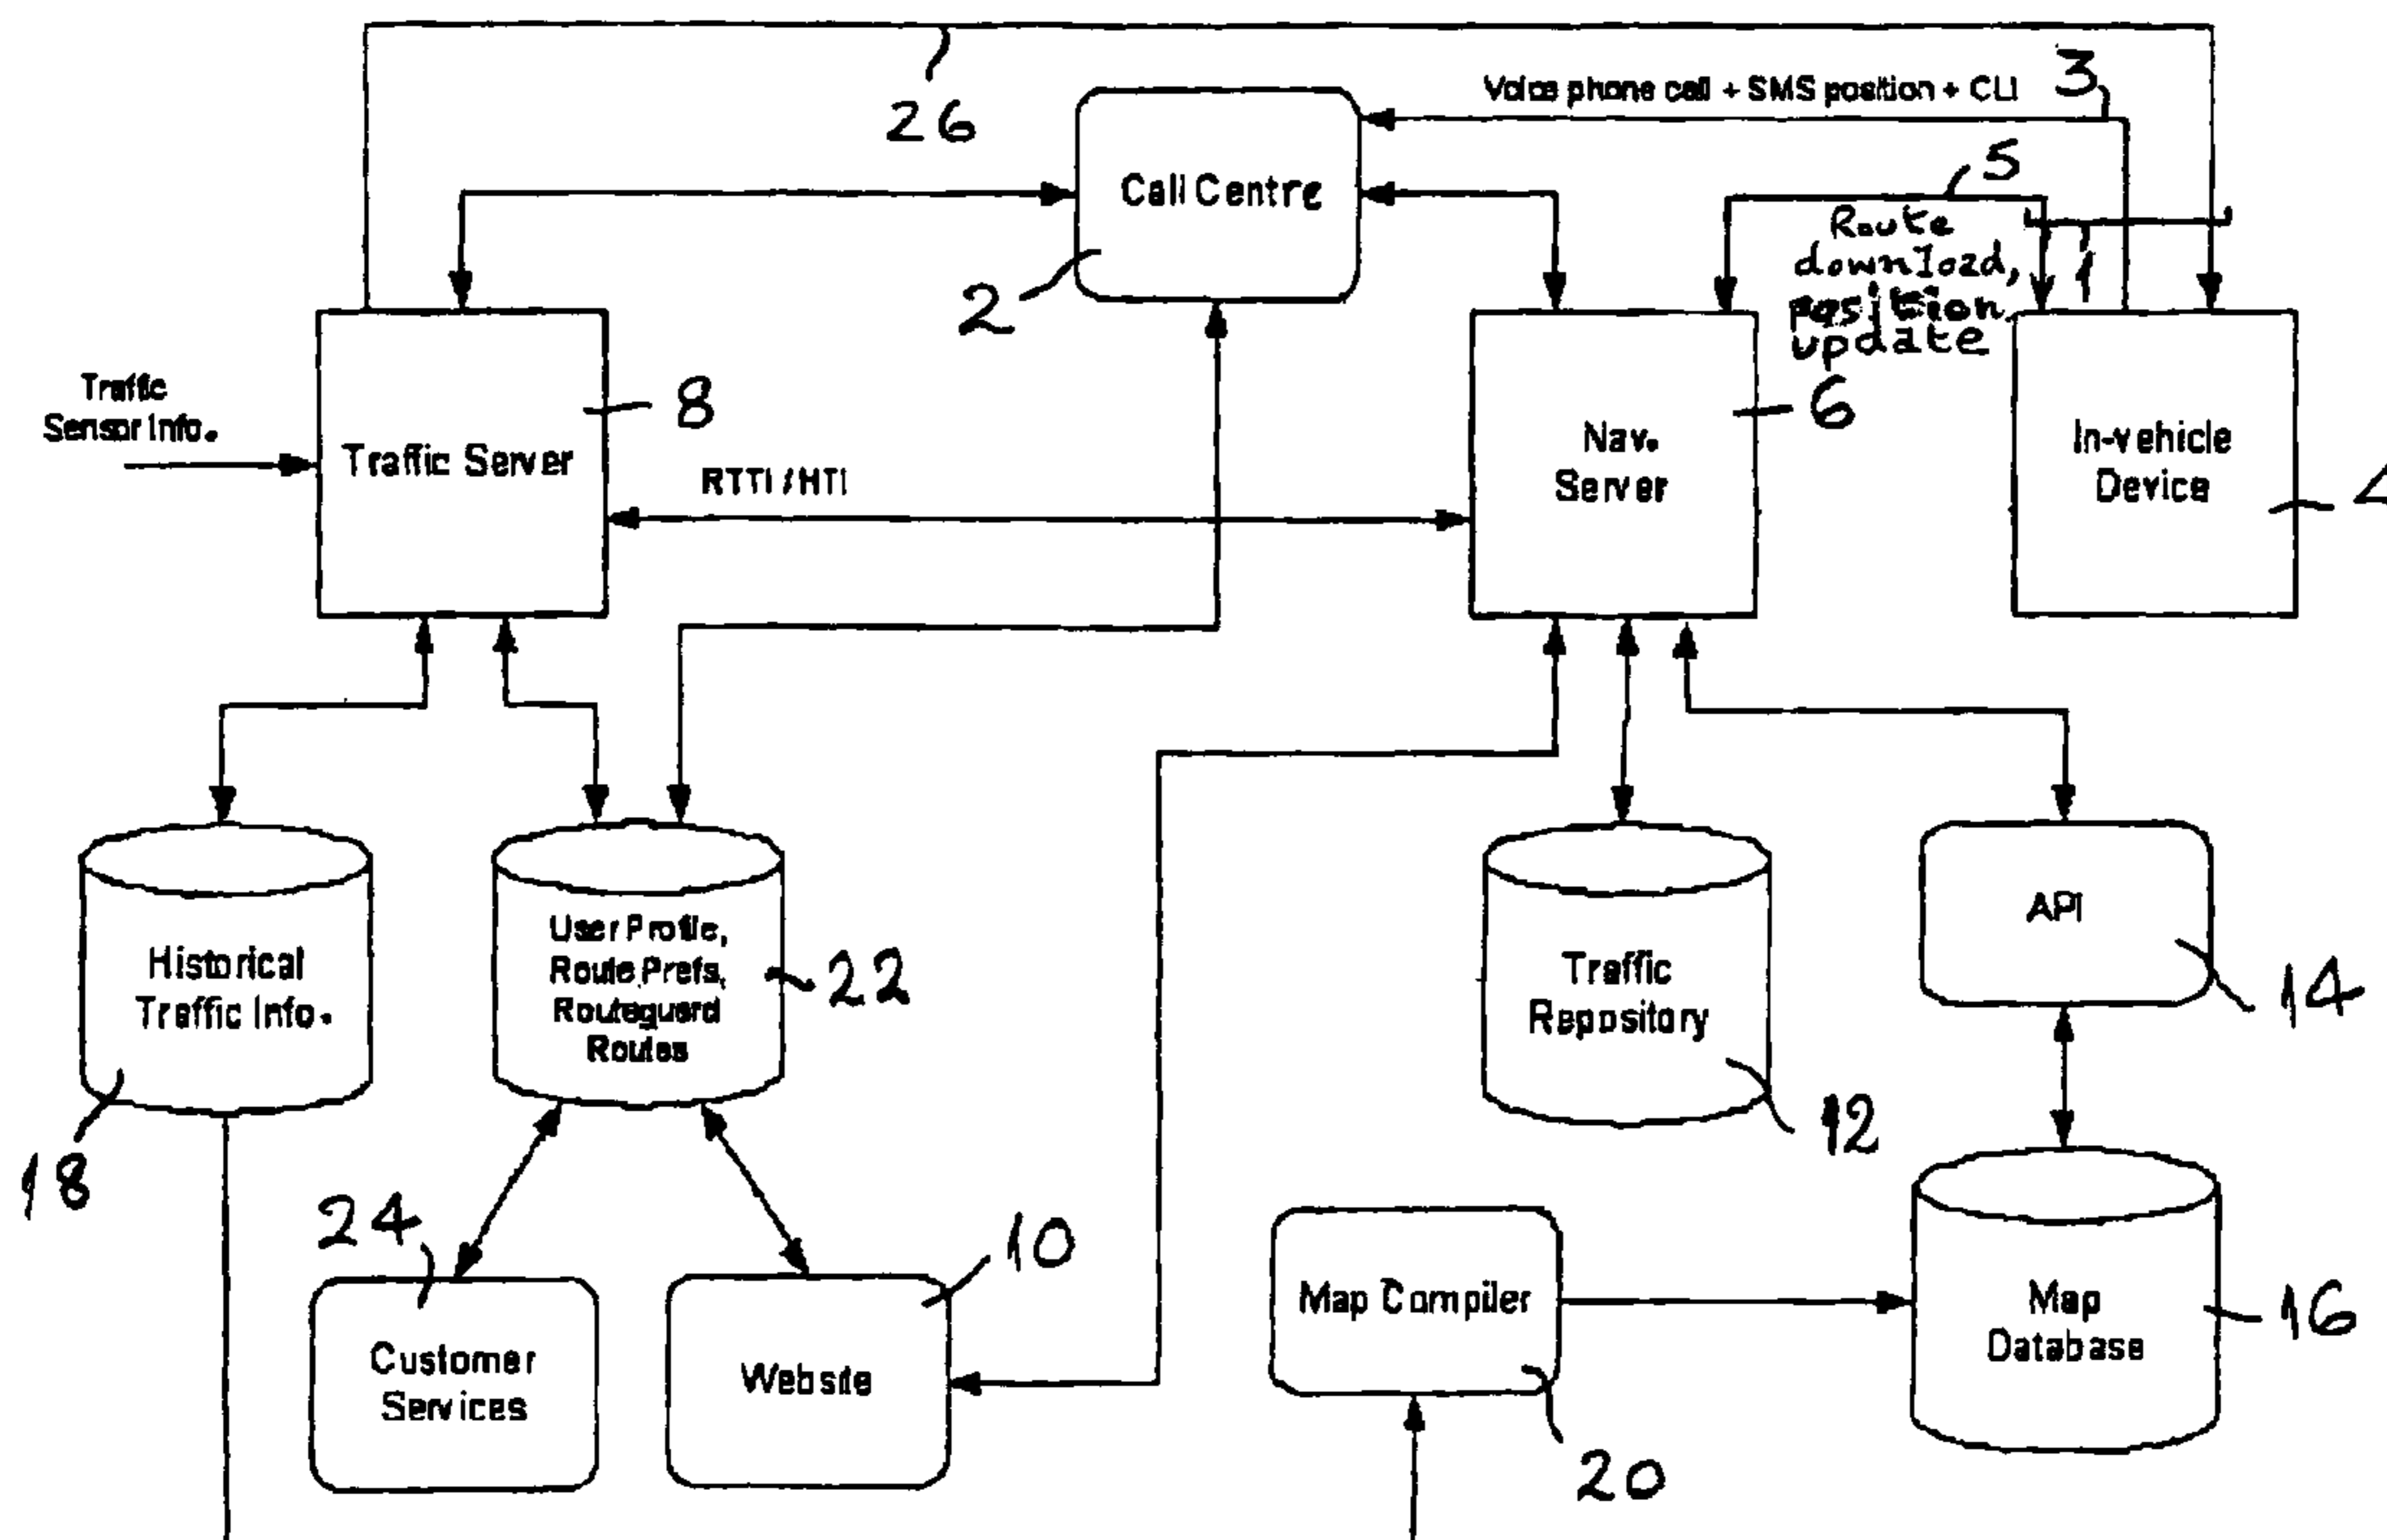 26
Voice phone call + SMS position + CLI
3
Call Centre
2
5
Route
download,
position
update
1
Traffic
Sensor Info.
Traffic Server
8
RTTI / HTI
Nav.
Server
6
In-vehicle
Device
4
Historical
Traffic Info.
18
User Profile,
Route Prefs,
Routeguard
Routes
22
Traffic
Repository
12
API
14
24
Customer
Services
10
Website
Map Compiler
20
Map
Database
16